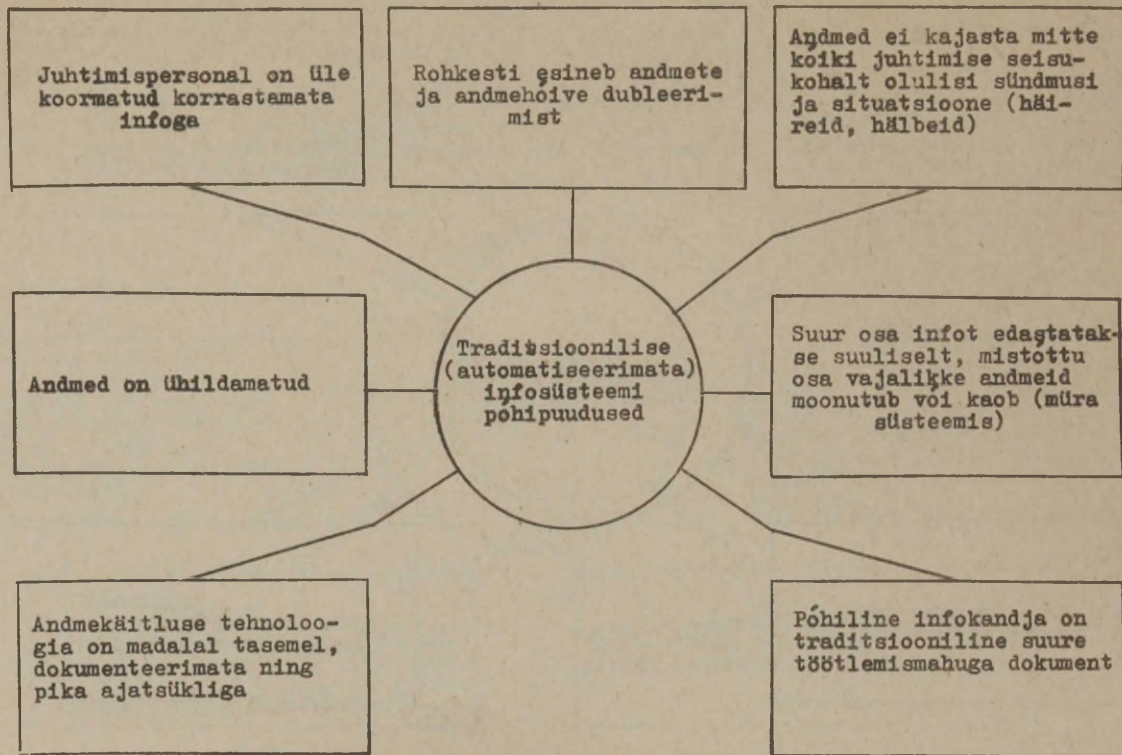 Juhtimispersonal on üle
koormatud korrastamata
infoga
Rohkesti esineb andmete
ja andmehoive dubleeri-
mist
Andmed ei kajasta mitte
koiki juhtimise seisu-
kohalt olulisi sündmusi
ja situatsioone (häi-
reid, hälbeid)
Andmed on ühildamatud
Traditsioonilise
(automatiseerimata)
infosüsteemi
põhipuudused
Suur osa infot edastatak-
se suuliselt, mistottu
osa vajalikke andmeid
moonutub või kaob (müra
süsteemis)
Andmekäitluse tehnoloo-
gia on madalal tasemel,
dokumenteerimata ning
pika ajatsükliga
Põhiline infokandja on
traditsiooniline suure
töötlemismahuga dokument